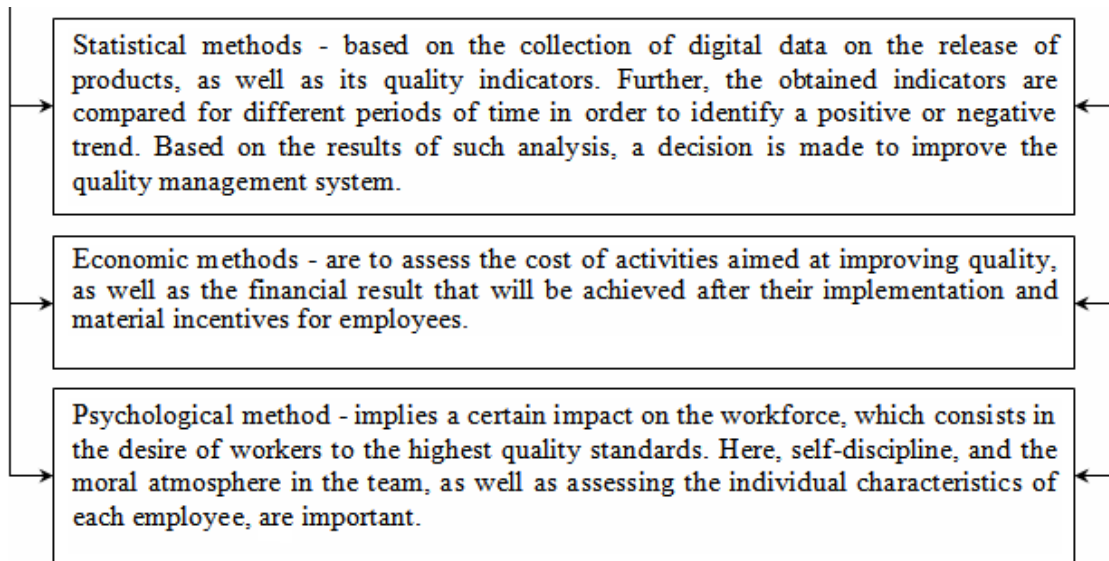 Statistical methods - based on the collection of digital data on the release of
products, as well as its quality indicators. Further, the obtained indicators are
compared for different periods of time in order to identify a positive or negative
trend. Based on the results of such analysis, a decision is made to improve the
quality management system.
Economic methods - are to assess the cost of activities aimed at improving quality,
as well as the financial result that will be achieved after their implementation and
material incentives for employees.
Psychological method - implies a certain impact on the workforce, which consists in
the desire of workers to the highest quality standards. Here, self-discipline, and the
moral atmosphere in the team, as well as assessing the individual characteristics of
each employee, are important.